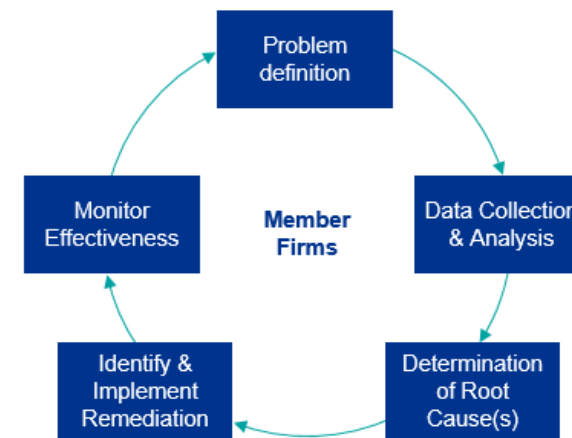 Problem
definition
Data Collection
& Analysis
Determination
of Root
Cause(s)
Identify &
Implement
Remediation
Monitor
Effectiveness
Member
Firms